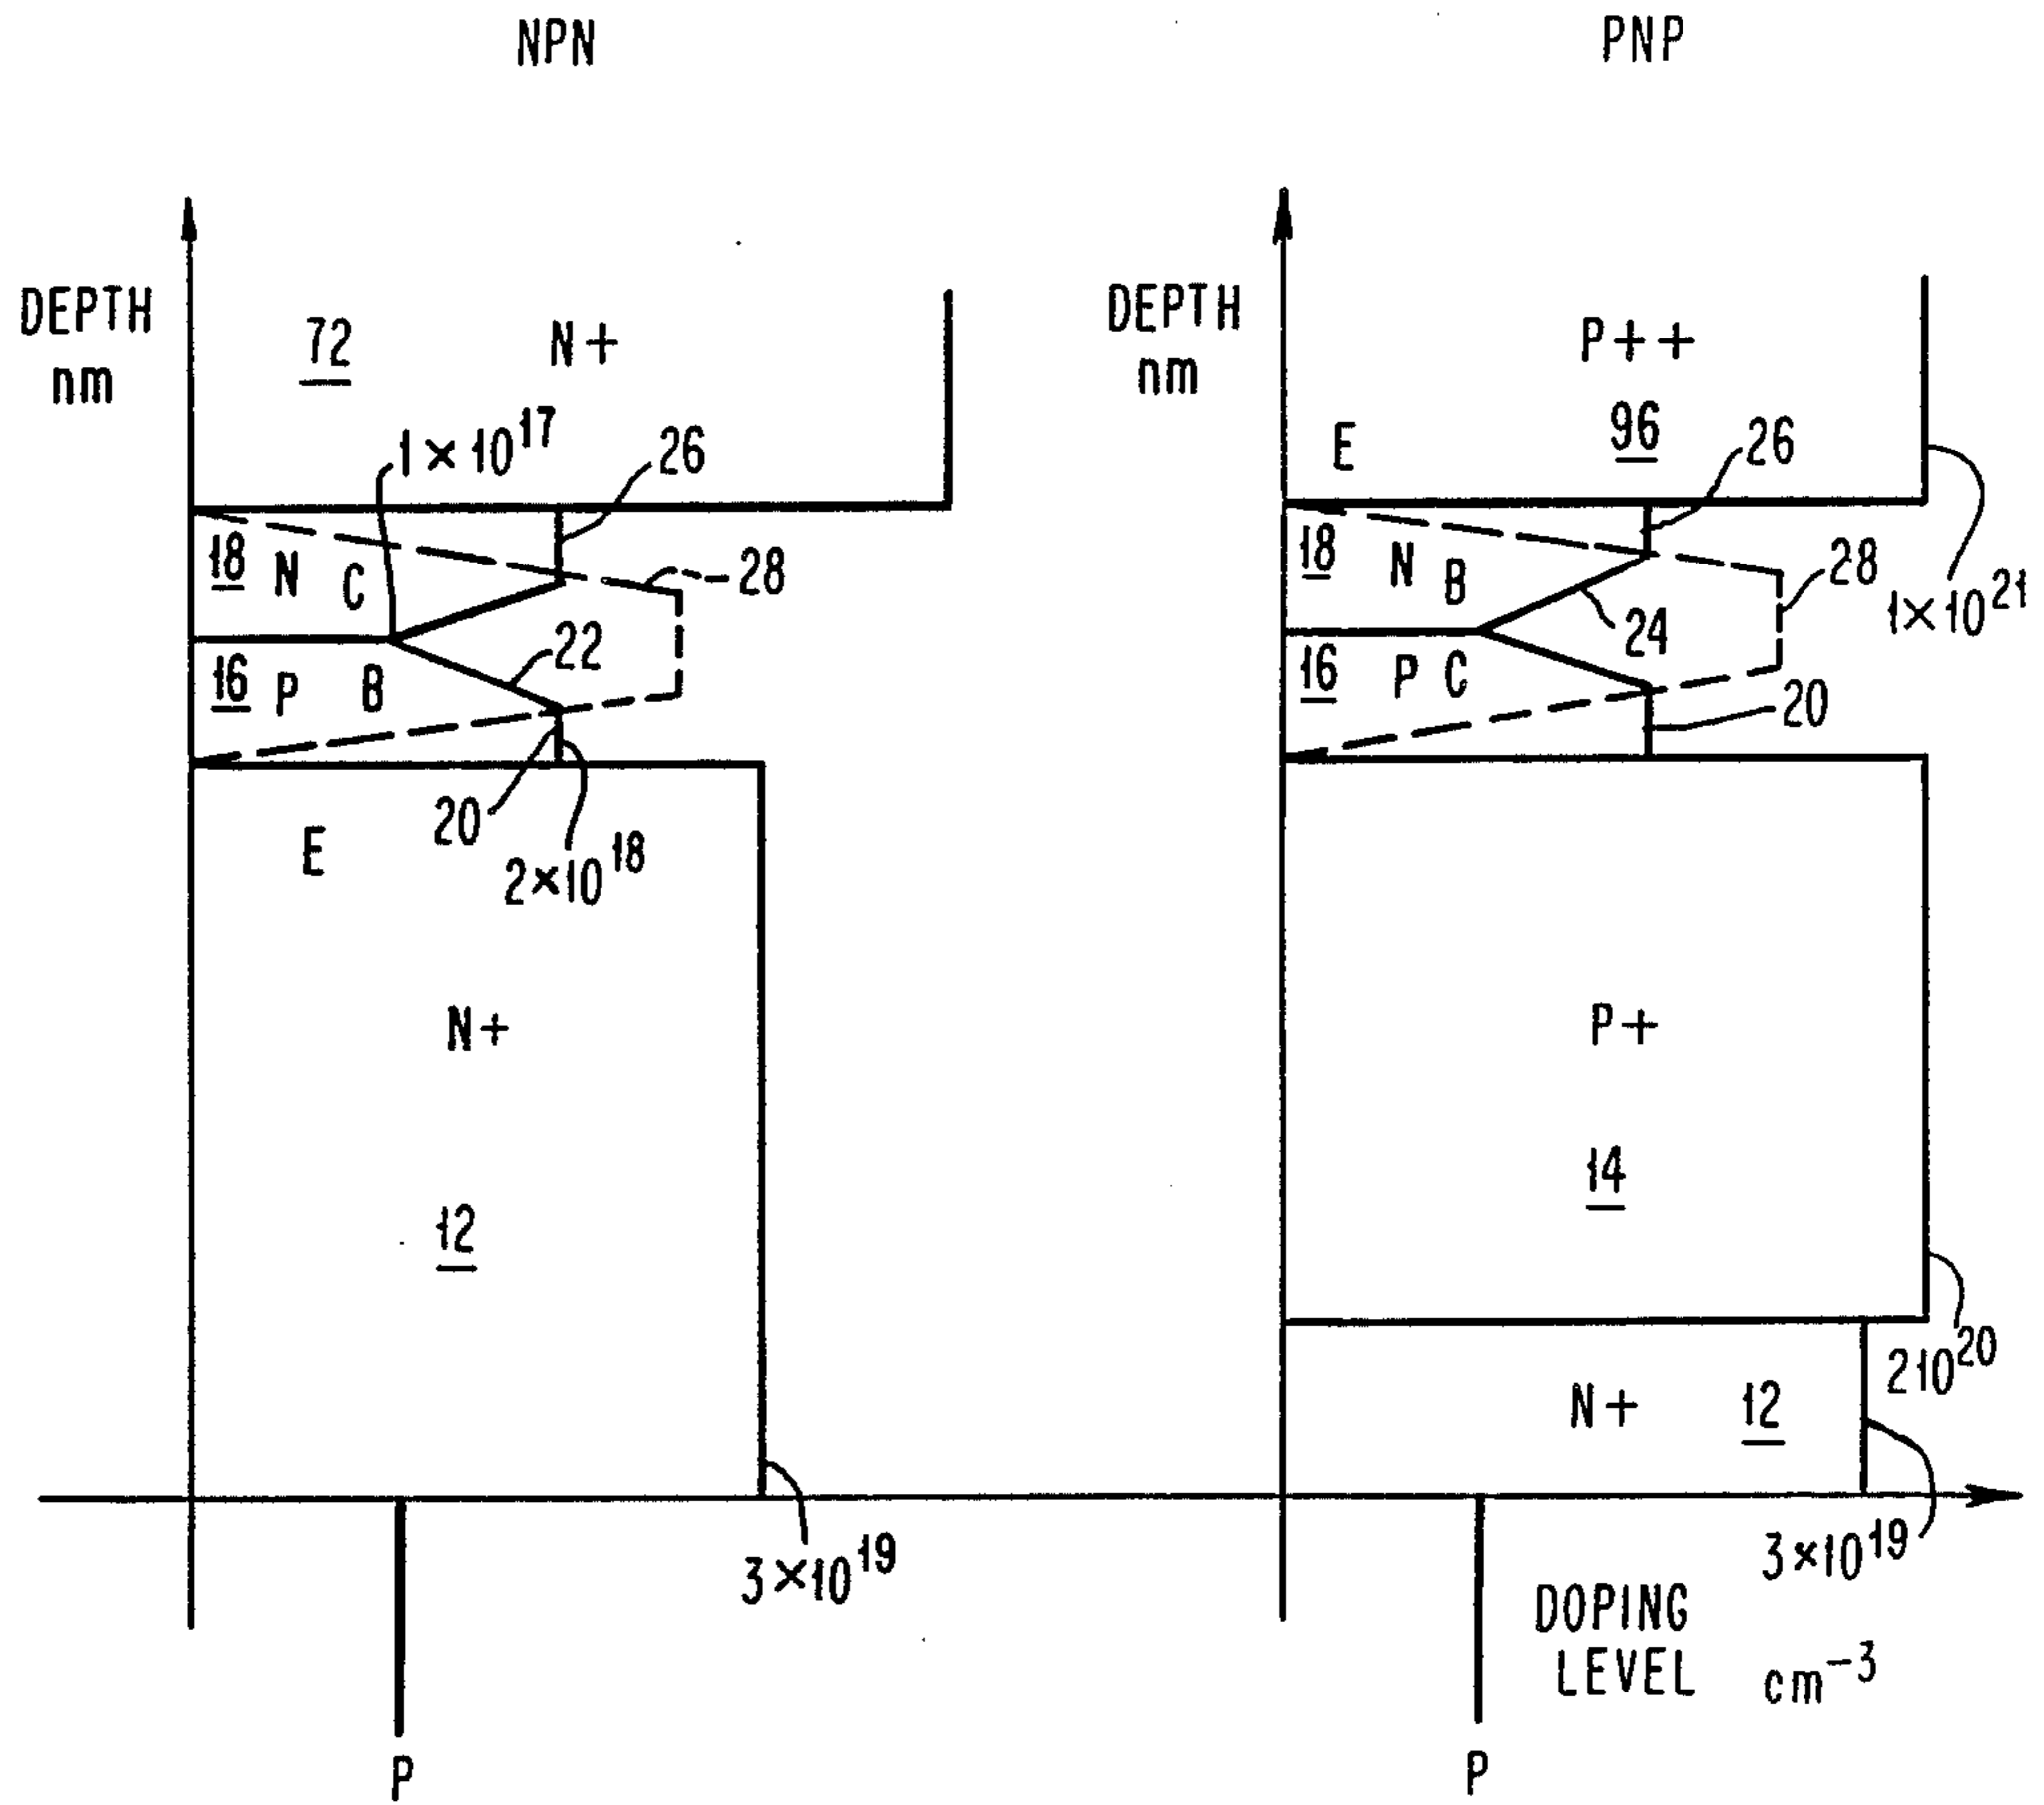 NPN
DEPTH
nm
72
N+
1×10^17
26
18
N
C
28
22
16
P
B
20
2×10^18
E
N+
12
3×10^19
P
PNP
DEPTH
nm
P++
96
E
26
18
N
B
28
1×10^21
24
16
P
C
20
P+
14
210^20
N+
12
3×10^19
DOPING
LEVEL cm^-3
P